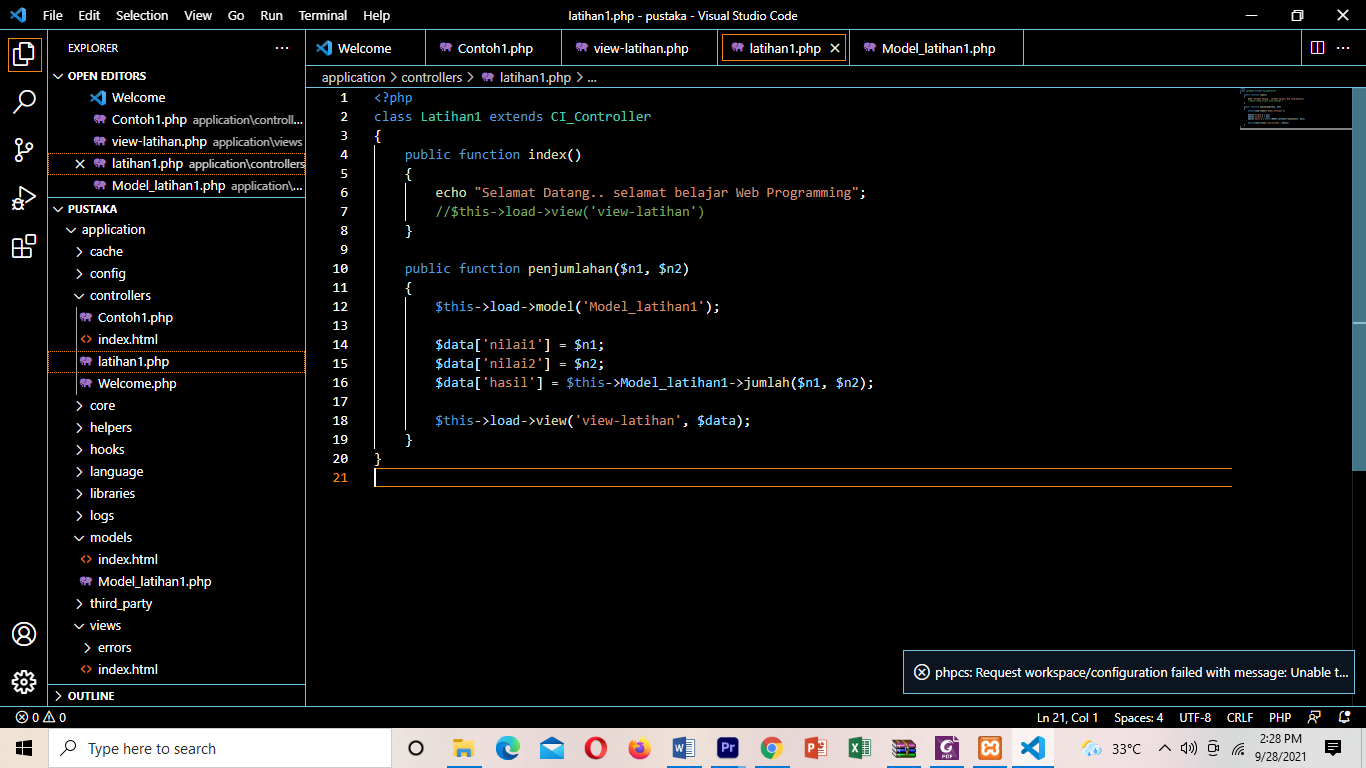 File Edit Selection View Go Run Terminal Help
latihan1.php - pustaka - Visual Studio Code
EXPLORER
OPEN EDITORS
Welcome
Contoh1.php application\controll...
view-latihan.php application\views
latihan1.php application\controllers
Model_latihan1.php application\...
PUSTAKA
application
cache
config
controllers
Contoh1.php
index.html
latihan1.php
Welcome.php
core
helpers
hooks
language
libraries
logs
models
index.html
Model_latihan1.php
third_party
views
errors
index.html
OUTLINE
Welcome Contoh1.php view-latihan.php latihan1.php Model_latihan1.php
application > controllers > latihan1.php > ...
1 <?php
2 class Latihan1 extends CI_Controller
3 {
4 public function index()
5 {
6 echo "Selamat Datang.. selamat belajar Web Programming";
7 //$this->load->view('view-latihan')
8 }
9
10 public function penjumlahan($n1, $n2)
11 {
12 $this->load->model('Model_latihan1');
13
14 $data['nilai1'] = $n1;
15 $data['nilai2'] = $n2;
16 $data['hasil'] = $this->Model_latihan1->jumlah($n1, $n2);
17
18 $this->load->view('view-latihan', $data);
19 }
20 }
21
phpcs: Request workspace/configuration failed with message: Unable t...
0 0
Ln 21, Col 1 Spaces: 4 UTF-8 CRLF PHP
Type here to search
33°C
2:28 PM
9/28/2021